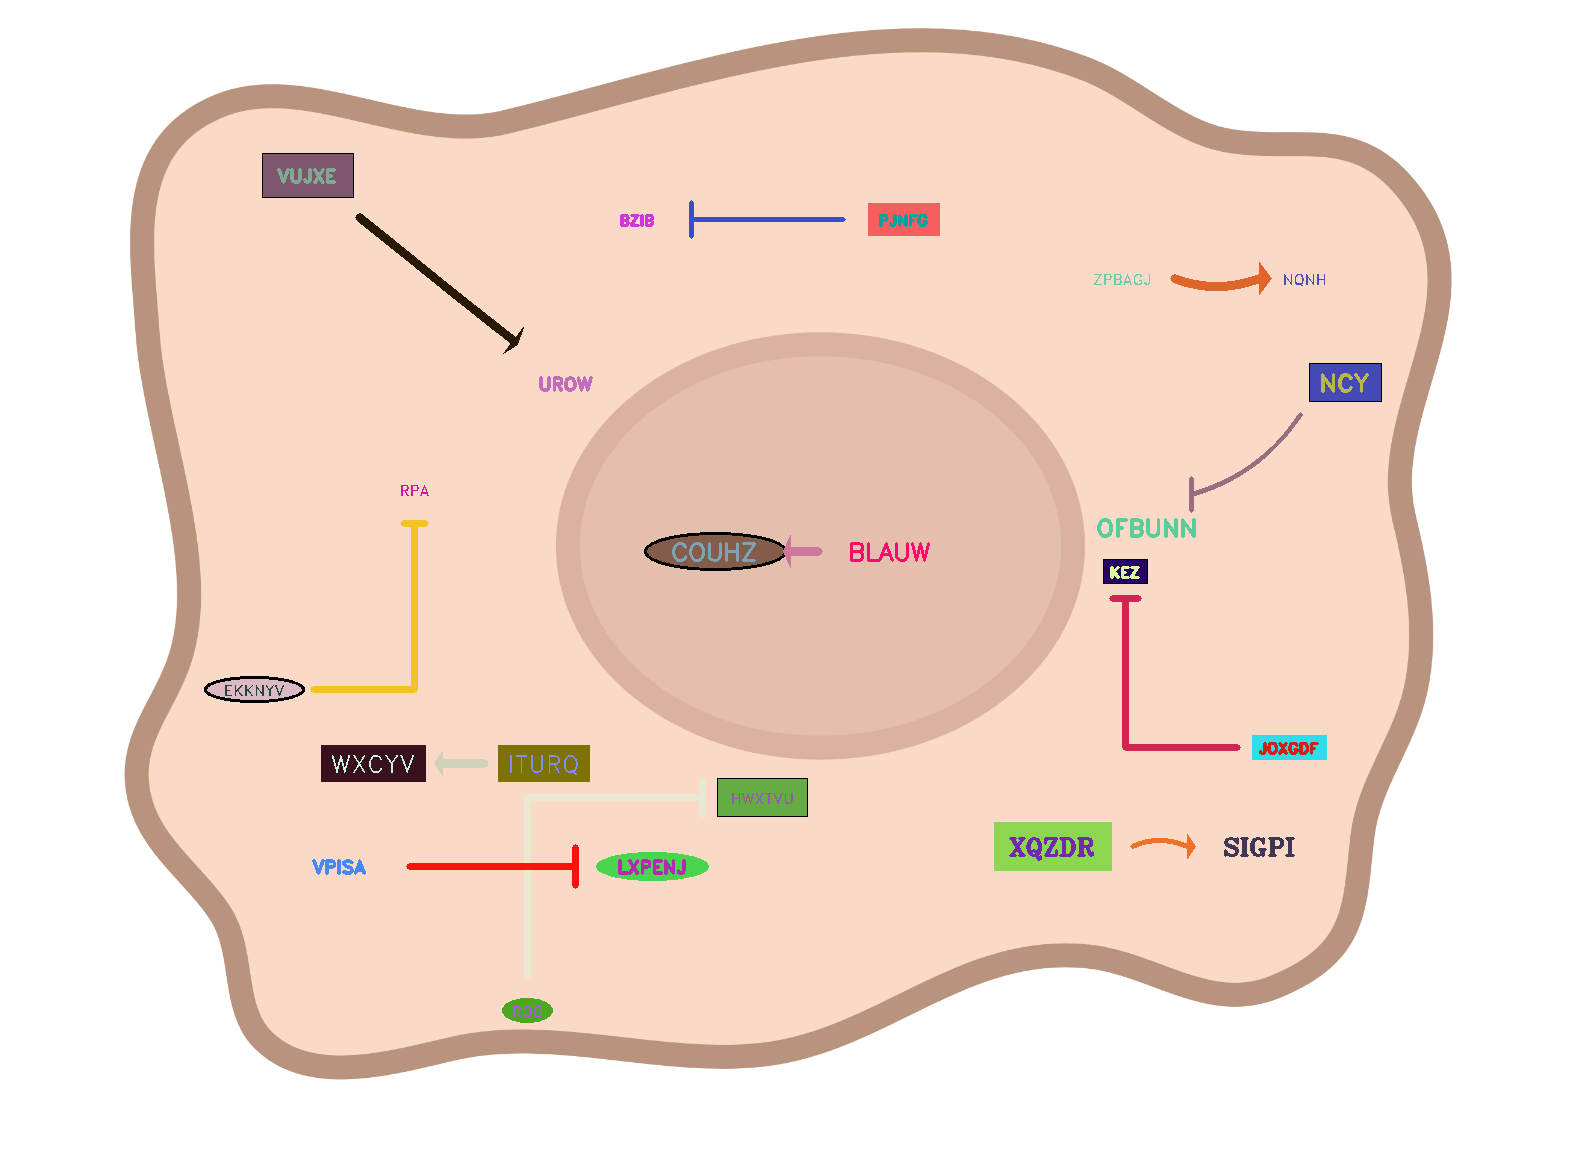 VUJXE
BZIB
PJNFG
ZPBAGJ
NQNH
UROW
NCY
RPA
OFBUNN
COUHZ
BLAUW
KEZ
EKKNYV
JOXGDF
WXCYV
ITURQ
HWXTVU
XQZDR
SIGPI
VPISA
LXPENJ